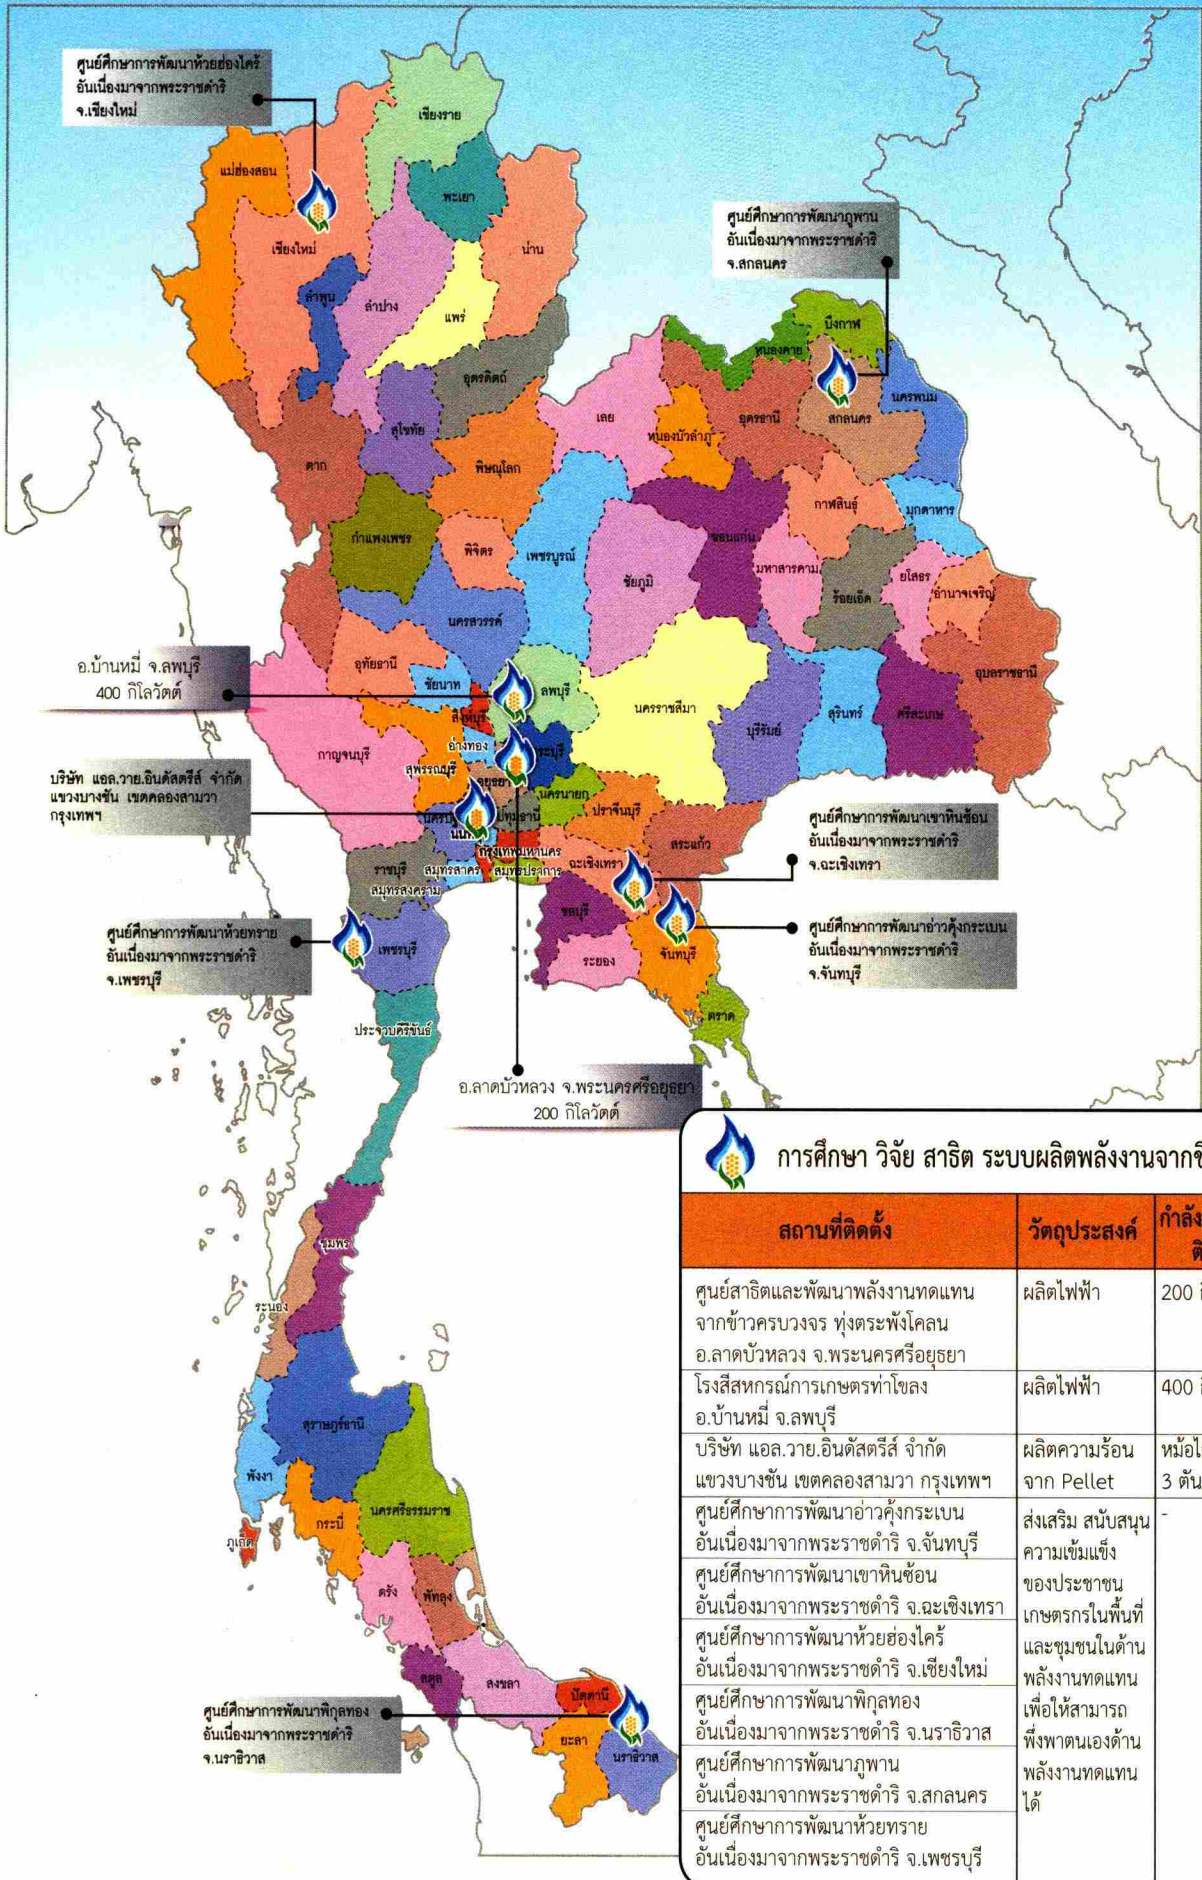 ศูนย์ศึกษาการพัฒนาห้วยฮ่องไคร้
อันเนื่องมาจากพระราชดำริ
จ.เชียงใหม่
เชียงราย
แม่ฮ่องสอน
พะเยา
เชียงใหม่
น่าน
ลำพูน
ลำปาง
แพร่
ศูนย์ศึกษาการพัฒนาภูพาน
อันเนื่องมาจากพระราชดำริ
จ.สกลนคร
บึงกาฬ
หนองคาย
อุตรดิตถ์
เลย
อุดรธานี
สกลนคร
นครพนม
สุโขทัย
หนองบัวลำภู
ตาก
พิษณุโลก
กาฬสินธุ์
มุกดาหาร
กำแพงเพชร
พิจิตร
เพชรบูรณ์
ขอนแก่น
ชัยภูมิ
มหาสารคาม
ร้อยเอ็ด
ยโสธร
อำนาจเจริญ
นครสวรรค์
อุทัยธานี
อ.บ้านหมี่ จ.ลพบุรี
400 กิโลวัตต์
ชัยนาท
ลพบุรี
อุบลราชธานี
สิงห์บุรี
นครราชสีมา
บุรีรัมย์
สุรินทร์
ศรีสะเกษ
กาญจนบุรี
อ่างทอง
ระบุรี
สุพรรณบุรี
อยุธยา
บริษัท แอล.วาย.อินดัสตรีส์ จำกัด
แขวงบางชัน เขตคลองสามวา
กรุงเทพฯ
นครนายก
ปราจีนบุรี
ปทุมธานี
ศูนย์ศึกษาการพัฒนาเขาหินซ้อน
อันเนื่องมาจากพระราชดำริ
จ.ฉะเชิงเทรา
สระแก้ว
กรุงเทพมหานคร
ฉะเชิงเทรา
ราชบุรี
สมุทรสาคร
สมุทรปราการ
สมุทรสงคราม
ชลบุรี
ศูนย์ศึกษาการพัฒนาห้วยทราย
อันเนื่องมาจากพระราชดำริ
จ.เพชรบุรี
เพชรบุรี
ระยอง
จันทบุรี
ศูนย์ศึกษาการพัฒนาอ่าวคุ้งกระเบน
อันเนื่องมาจากพระราชดำริ
จ.จันทบุรี
ตราด
ประจวบคีรีขันธ์
อ.ลาดบัวหลวง จ.พระนครศรีอยุธยา
200 กิโลวัตต์
ชุมพร
ระนอง
สุราษฎร์ธานี
พังงา
นครศรีธรรมราช
กระบี่
ภูเก็ต
ตรัง
พัทลุง
สตูล
สงขลา
ปัตตานี
ยะลา
นราธิวาส
ศูนย์ศึกษาการพัฒนาพิกุลทอง
อันเนื่องมาจากพระราชดำริ
จ.นราธิวาส
การศึกษา วิจัย สาธิต ระบบผลิตพลังงานจาก
สถานที่ติดตั้ง
วัตถุประสงค์
กำลัง
ศูนย์สาธิตและพัฒนาพลังงานทดแทน
จากข้าวครบวงจร ทุ่งตระพังโคลน
อ.ลาดบัวหลวง จ.พระนครศรีอยุธยา
ผลิตไฟฟ้า
200
โรงสีสหกรณ์การเกษตรท่าโขลง
อ.บ้านหมี่ จ.ลพบุรี
ผลิตไฟฟ้า
400
บริษัท แอล.วาย.อินดัสตรีส์ จำกัด
แขวงบางชัน เขตคลองสามวา กรุงเทพฯ
ผลิตความร้อน
จาก Pellet
หม้อไ
3 ตัน
ศูนย์ศึกษาการพัฒนาอ่าวคุ้งกระเบน
อันเนื่องมาจากพระราชดำริ จ.จันทบุรี
ศูนย์ศึกษาการพัฒนาเขาหินซ้อน
อันเนื่องมาจากพระราชดำริ จ.ฉะเชิงเทรา
ศูนย์ศึกษาการพัฒนาห้วยฮ่องไคร้
อันเนื่องมาจากพระราชดำริ จ.เชียงใหม่
ศูนย์ศึกษาการพัฒนาพิกุลทอง
อันเนื่องมาจากพระราชดำริ จ.นราธิวาส
ศูนย์ศึกษาการพัฒนาภูพาน
อันเนื่องมาจากพระราชดำริ จ.สกลนคร
ศูนย์ศึกษาการพัฒนาห้วยทราย
อันเนื่องมาจากพระราชดำริ จ.เพชรบุรี
ส่งเสริม สนับสนุน
ความเข้มแข็ง
ของประชาชน
เกษตรกรในพื้นที่
และชุมชนในด้าน
พลังงานทดแทน
เพื่อให้สามารถ
พึ่งพาตนเองด้าน
พลังงานทดแทน
ได้
-